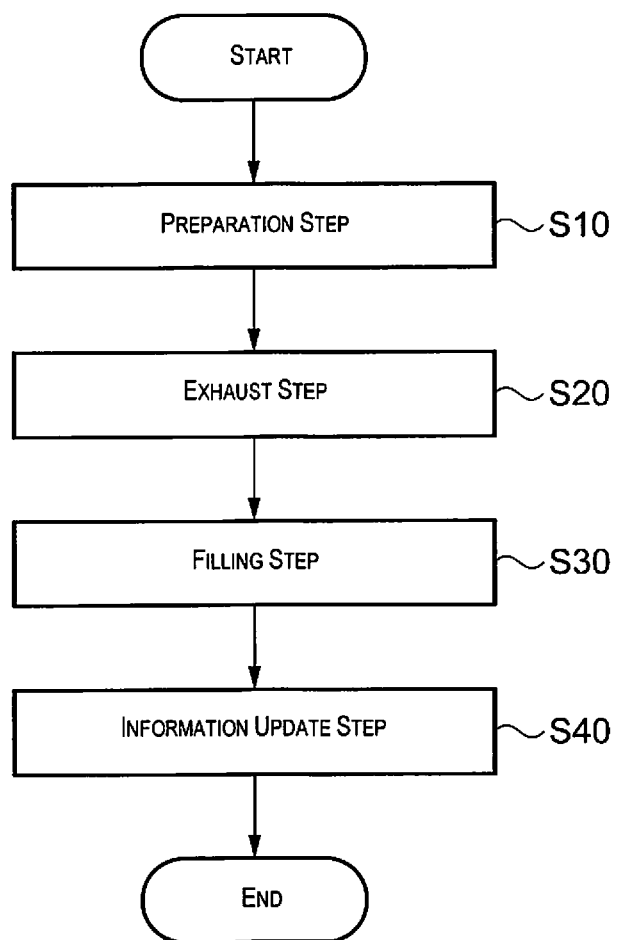 START
PREPARATION STEP
S10
EXHAUST STEP
S20
FILLING STEP
S30
INFORMATION UPDATE STEP
S40
END